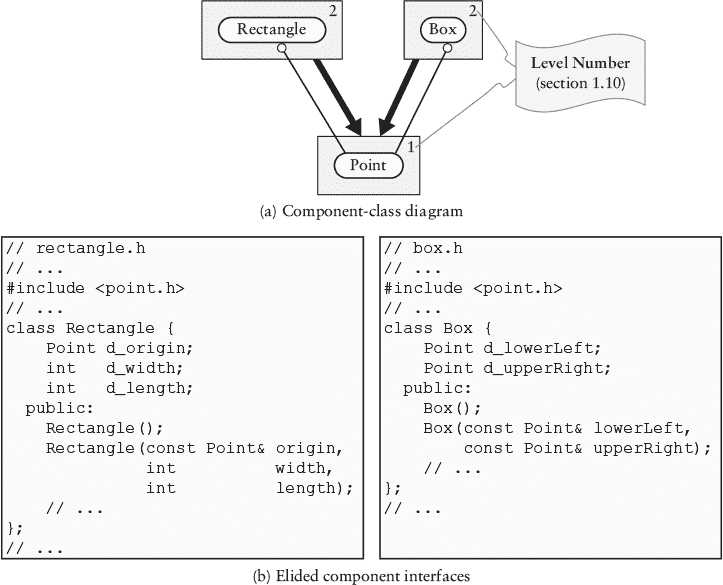 2
2
Rectangle
Box
Level Number
(section 1.10)
1
Point
(a) Component-class diagram
// rectangle.h
// ...
#include <point.h>
// ...
class Rectangle {
    Point d_origin;
    int   d_width;
    int   d_length;
  public:
    Rectangle();
    Rectangle(const Point& origin,
              int          width,
              int          length);
    // ...
};
// ...
// box.h
// ...
#include <point.h>
// ...
class Box {
    Point d_lowerLeft;
    Point d_upperRight;
  public:
    Box();
    Box(const Point& lowerLeft,
        const Point& upperRight);
    // ...
};
// ...
(b) Elided component interfaces